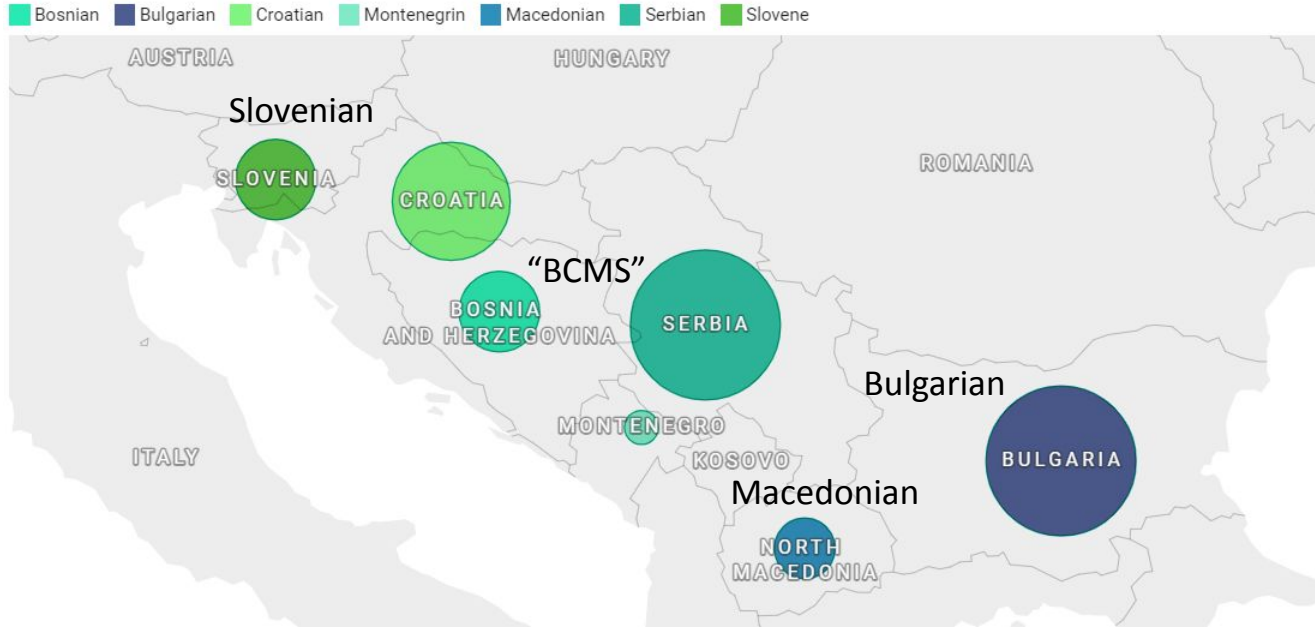 Bosnian Bulgarian Croatian Montenegrin Macedonian Serbian Slovene
AUSTRIA
HUNGARY
Slovenian
SLOVENIA
CROATIA
ROMANIA
“BCMS”
BOSNIA
AND HERZEGOVINA
SERBIA
Bulgarian
MONTENEGRO
ITALY
KOSOVO
BULGARIA
Macedonian
NORTH
MACEDONIA